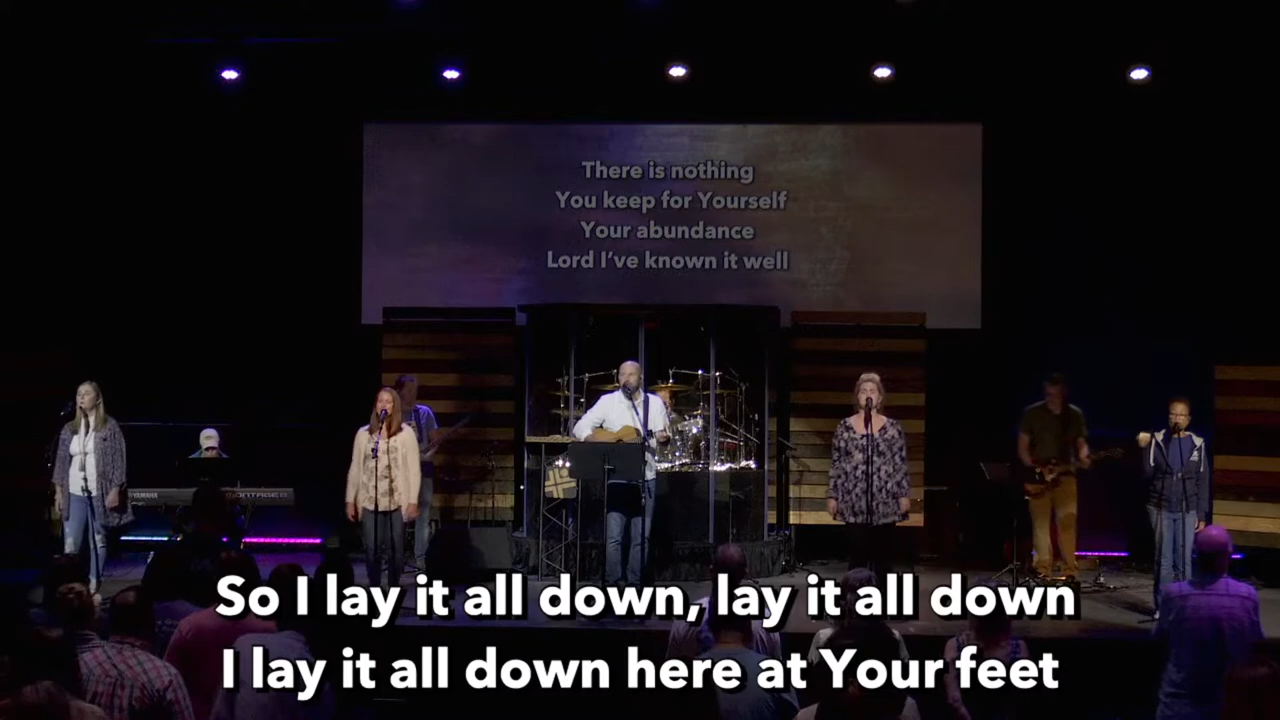 There is nothing
You keep for Yourself
Your abundance
Lord I've known it well
YAMAHA
So I lay it all down, lay it all down
I lay it all down here at Your feet